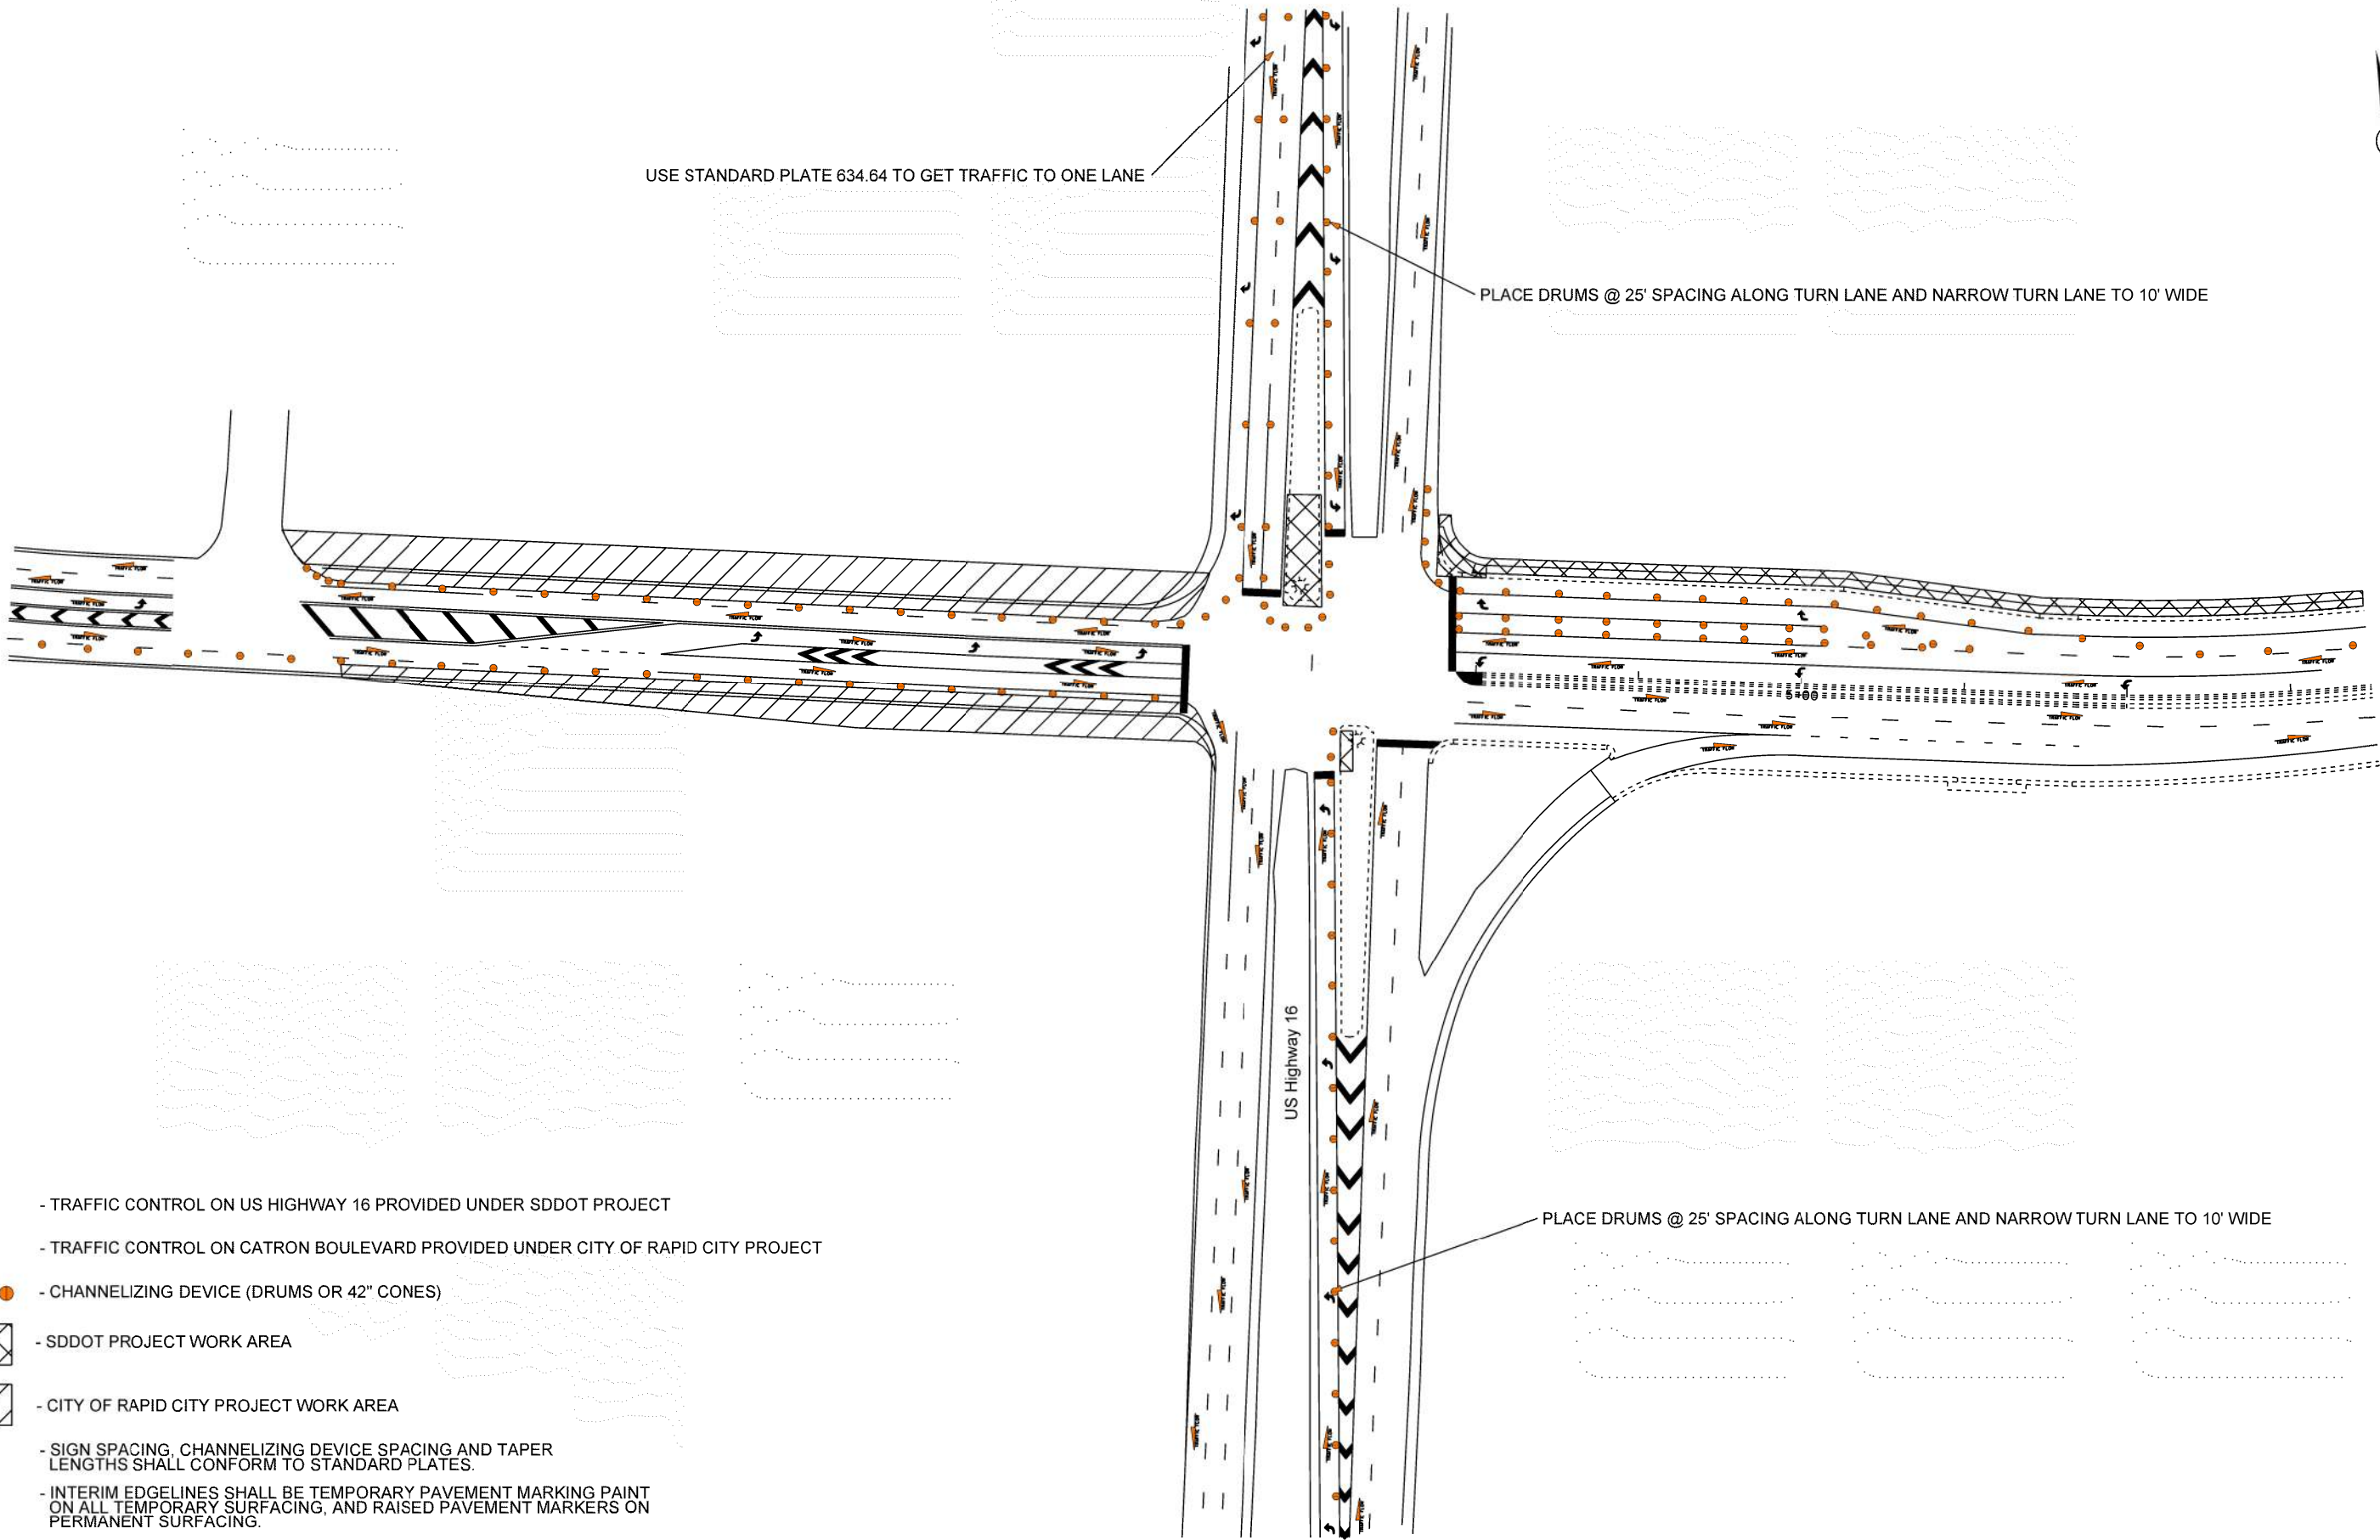 USE STANDARD PLATE 634.64 TO GET TRAFFIC TO ONE LANE
PLACE DRUMS @ 25' SPACING ALONG TURN LANE AND NARROW TURN LANE TO 10' WIDE
5+00
US Highway 16
PLACE DRUMS @ 25' SPACING ALONG TURN LANE AND NARROW TURN LANE TO 10' WIDE
- TRAFFIC CONTROL ON US HIGHWAY 16 PROVIDED UNDER SDDOT PROJECT
- TRAFFIC CONTROL ON CATRON BOULEVARD PROVIDED UNDER CITY OF RAPID CITY PROJECT
- CHANNELIZING DEVICE (DRUMS OR 42" CONES)
- SDDOT PROJECT WORK AREA
- CITY OF RAPID CITY PROJECT WORK AREA
- SIGN SPACING, CHANNELIZING DEVICE SPACING AND TAPER
LENGTHS SHALL CONFORM TO STANDARD PLATES.
- INTERIM EDGELINES SHALL BE TEMPORARY PAVEMENT MARKING PAINT
ON ALL TEMPORARY SURFACING, AND RAISED PAVEMENT MARKERS ON
PERMANENT SURFACING.